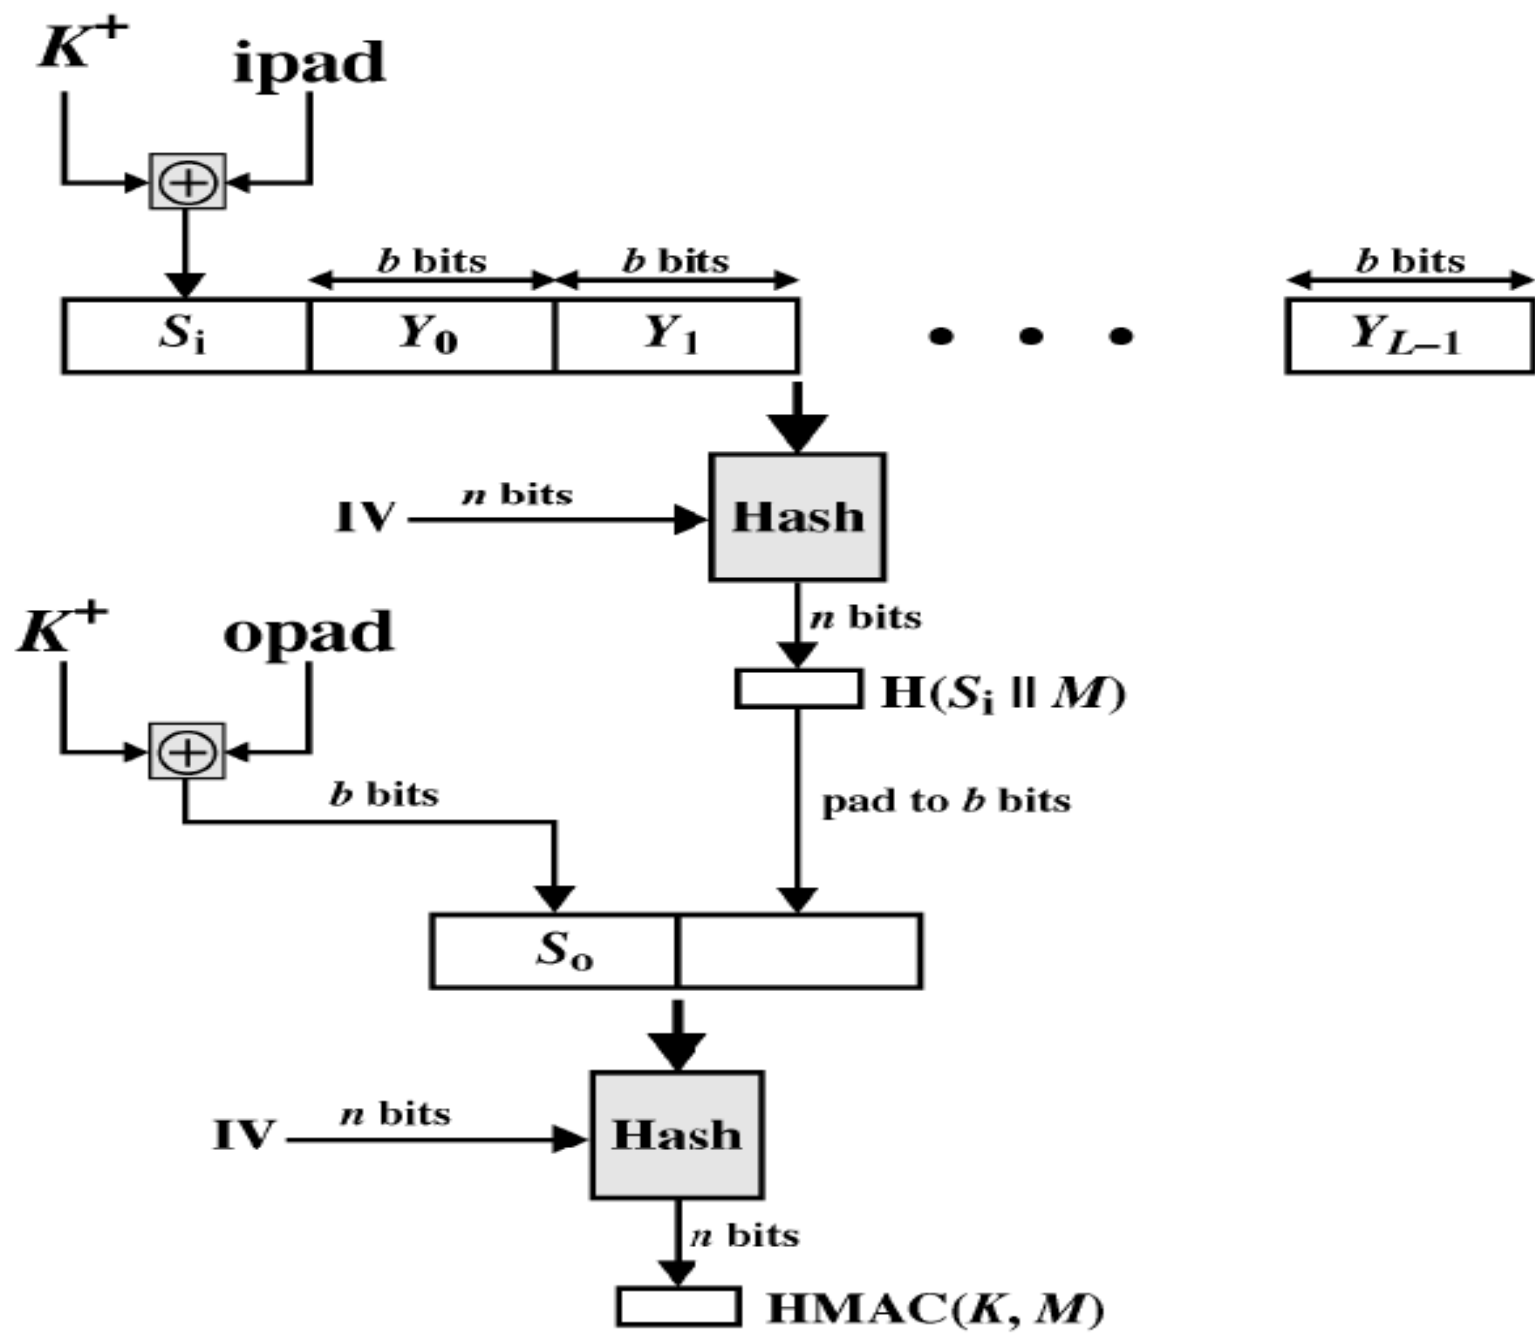 K⁺ ipad
⊕
b bits b bits b bits
Sᵢ Y₀ Y₁ • • • Y_{L−1}
IV n bits Hash
n bits
K⁺ opad
H(Sᵢ || M)
⊕
b bits pad to b bits
Sₒ
IV n bits Hash
n bits
HMAC(K, M)